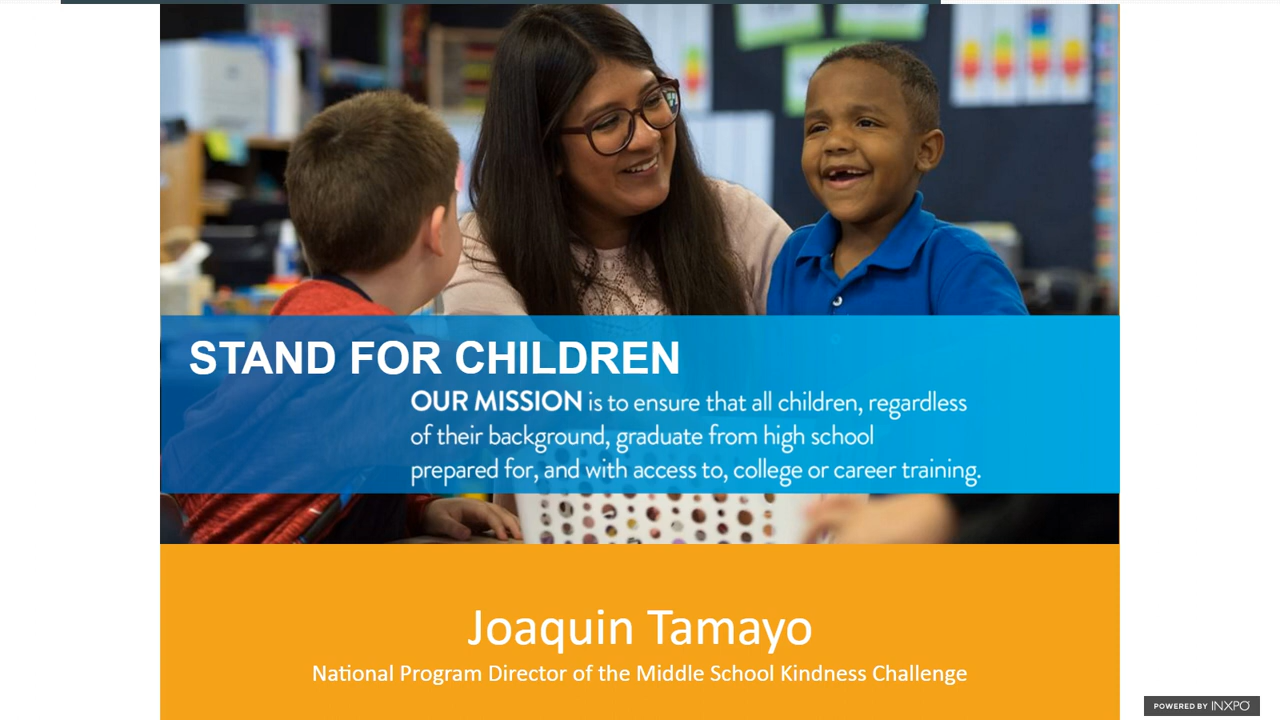 STAND FOR CHILDREN
OUR MISSION is to ensure that all children, regardless
of their background, graduate from high school
prepared for, and with access to, college or career training.
Joaquin Tamayo
National Program Director of the Middle School Kindness Challenge
POWERED BY INXPO